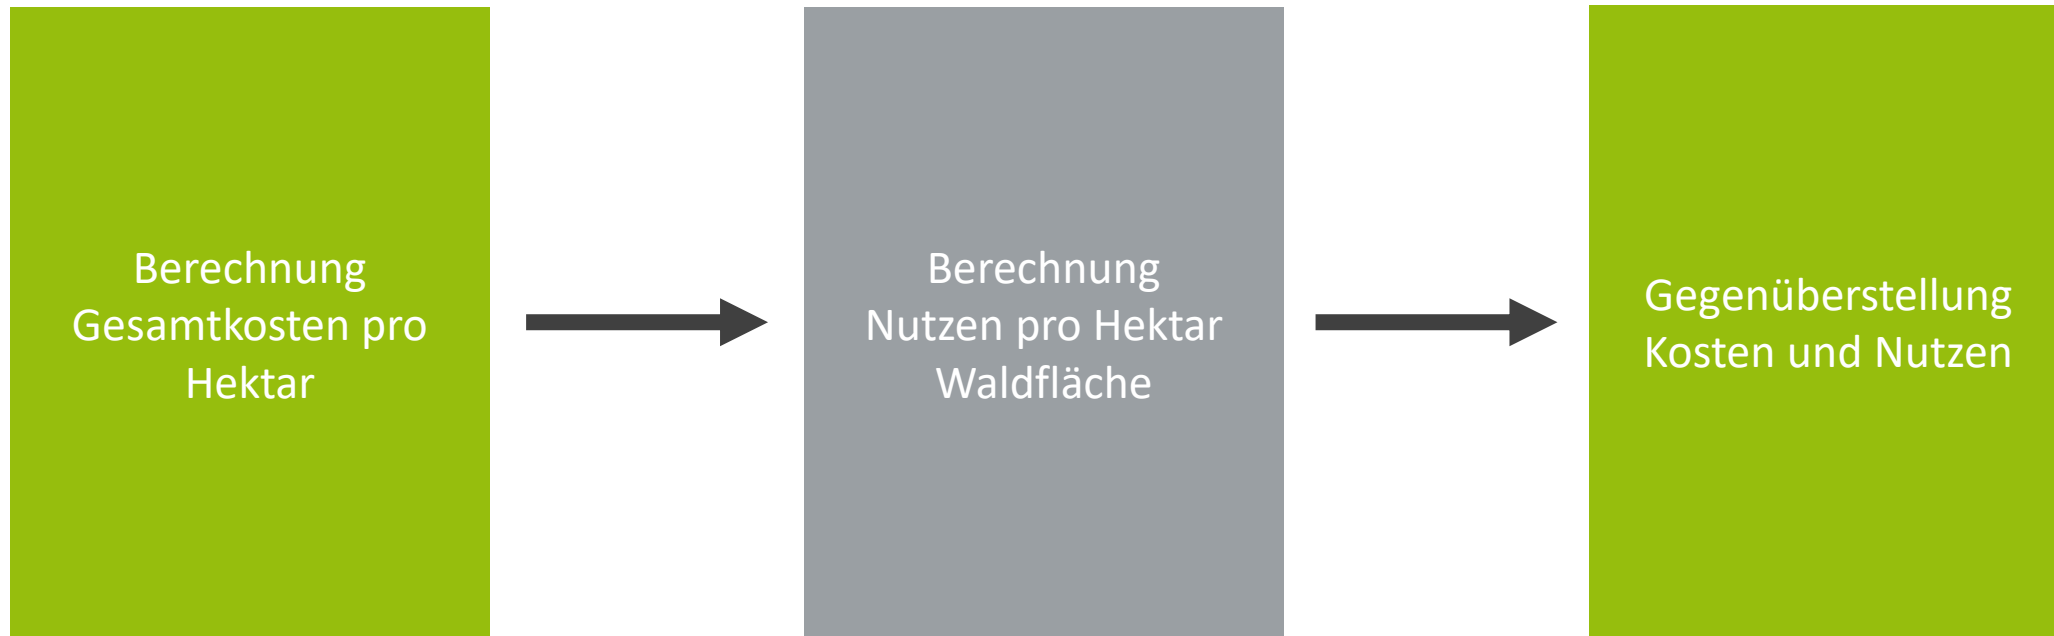 Berechnung
Gesamtkosten pro
Hektar
Berechnung
Nutzen pro Hektar
Waldfläche
Gegenüberstellung
Kosten und Nutzen